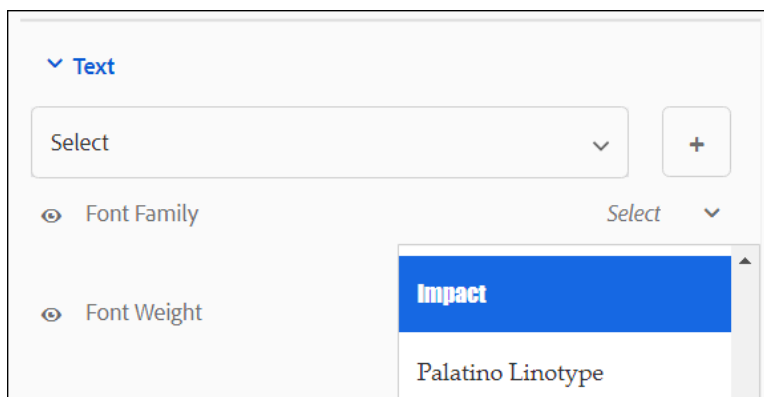 Text
Select
+
Font Family Select
Impact
Font Weight
Palatino Linotype